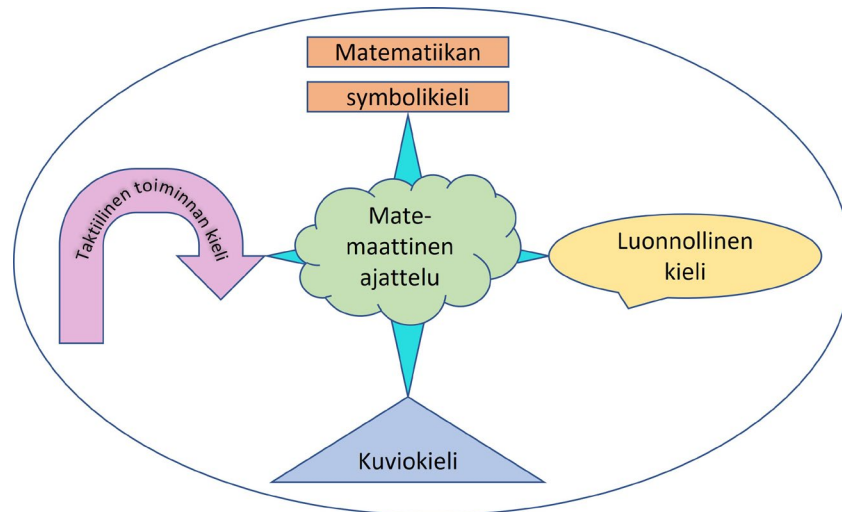 Matematiikan
symbolikieli
Taktiilinen toiminnan kieli
Mate-
maattinen
ajattelu
Luonnollinen
kieli
Kuviokieli